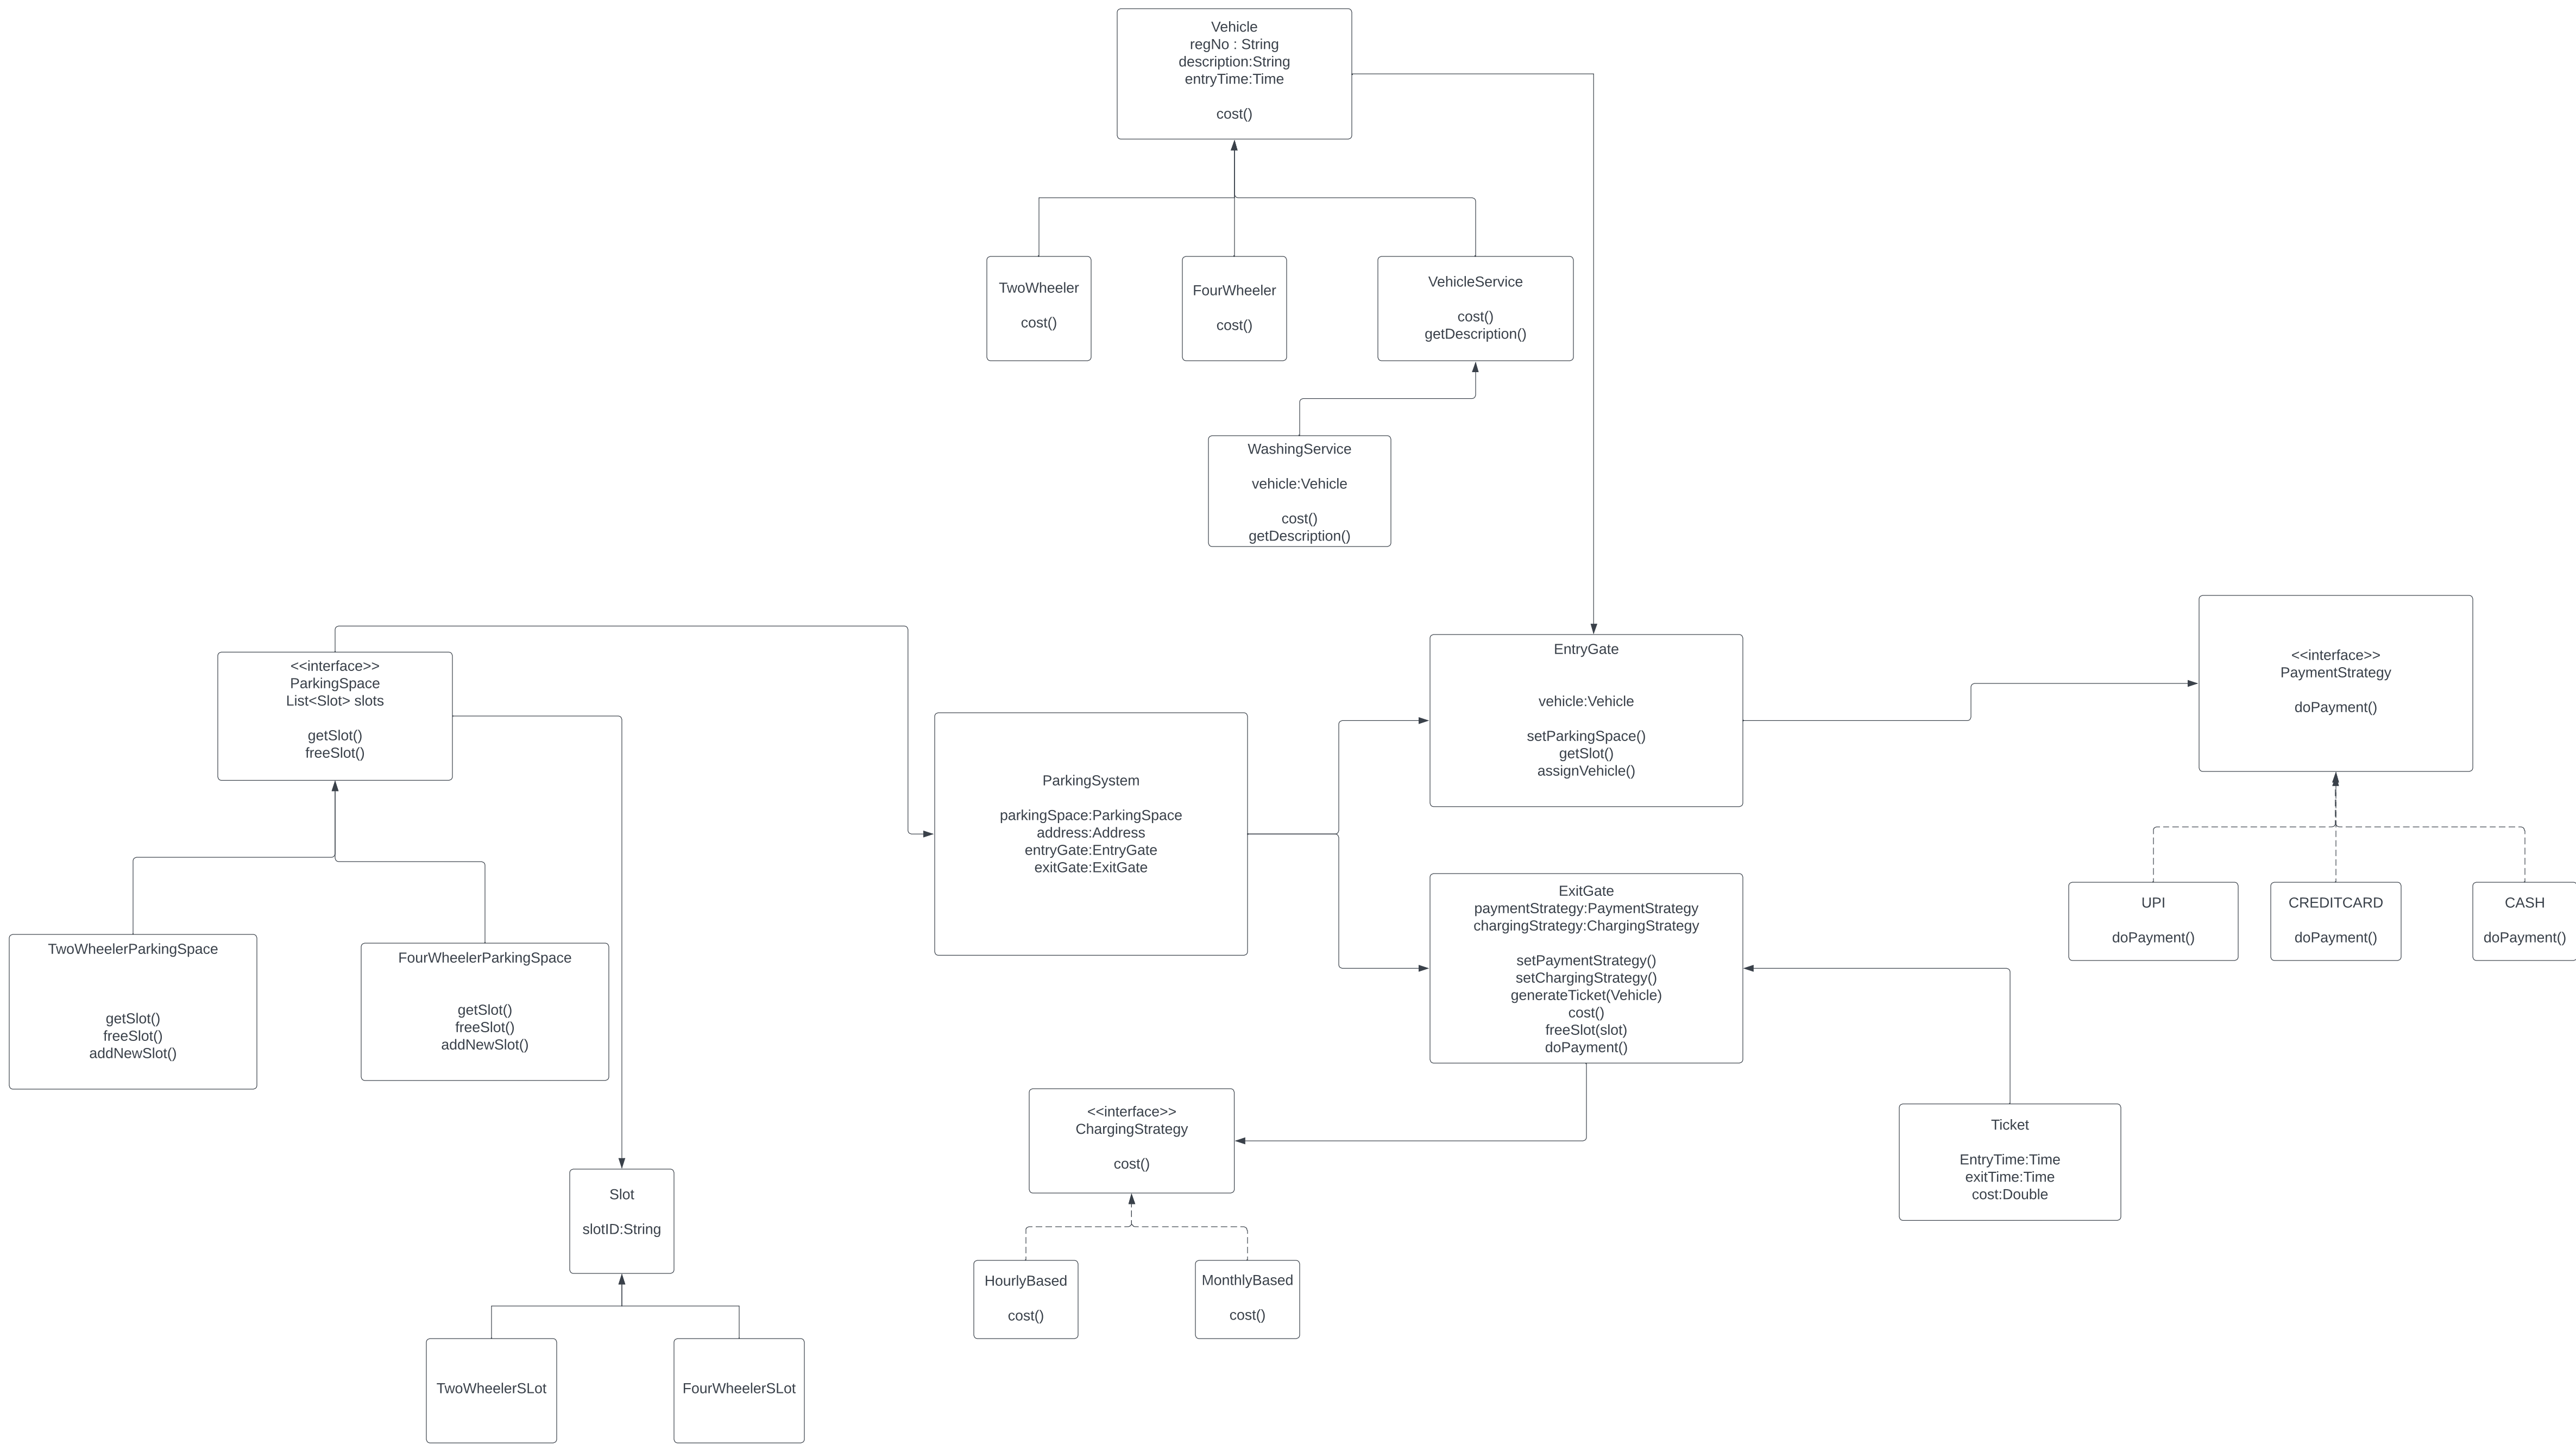 Vehicle
regNo : String
description:String
entryTime:Time
cost()
TwoWheeler
cost()
FourWheeler
cost()
VehicleService
cost()
getDescription()
WashingService
vehicle:Vehicle
cost()
getDescription()
<<interface>>
ParkingSpace
List<Slot> slots
getSlot()
freeSlot()
ParkingSystem
parkingSpace:ParkingSpace
address:Address
entryGate:EntryGate
exitGate:ExitGate
EntryGate
vehicle:Vehicle
setParkingSpace()
getSlot()
assignVehicle()
<<interface>>
PaymentStrategy
doPayment()
TwoWheelerParkingSpace
getSlot()
freeSlot()
addNewSlot()
FourWheelerParkingSpace
getSlot()
freeSlot()
addNewSlot()
ExitGate
paymentStrategy:PaymentStrategy
chargingStrategy:ChargingStrategy
setPaymentStrategy()
setChargingStrategy()
generateTicket(Vehicle)
cost()
freeSlot(slot)
doPayment()
UPI
doPayment()
CREDITCARD
doPayment()
CASH
doPayment()
<<interface>>
ChargingStrategy
cost()
Ticket
EntryTime:Time
exitTime:Time
cost:Double
Slot
slotID:String
HourlyBased
cost()
MonthlyBased
cost()
TwoWheelerSLot
FourWheelerSLot